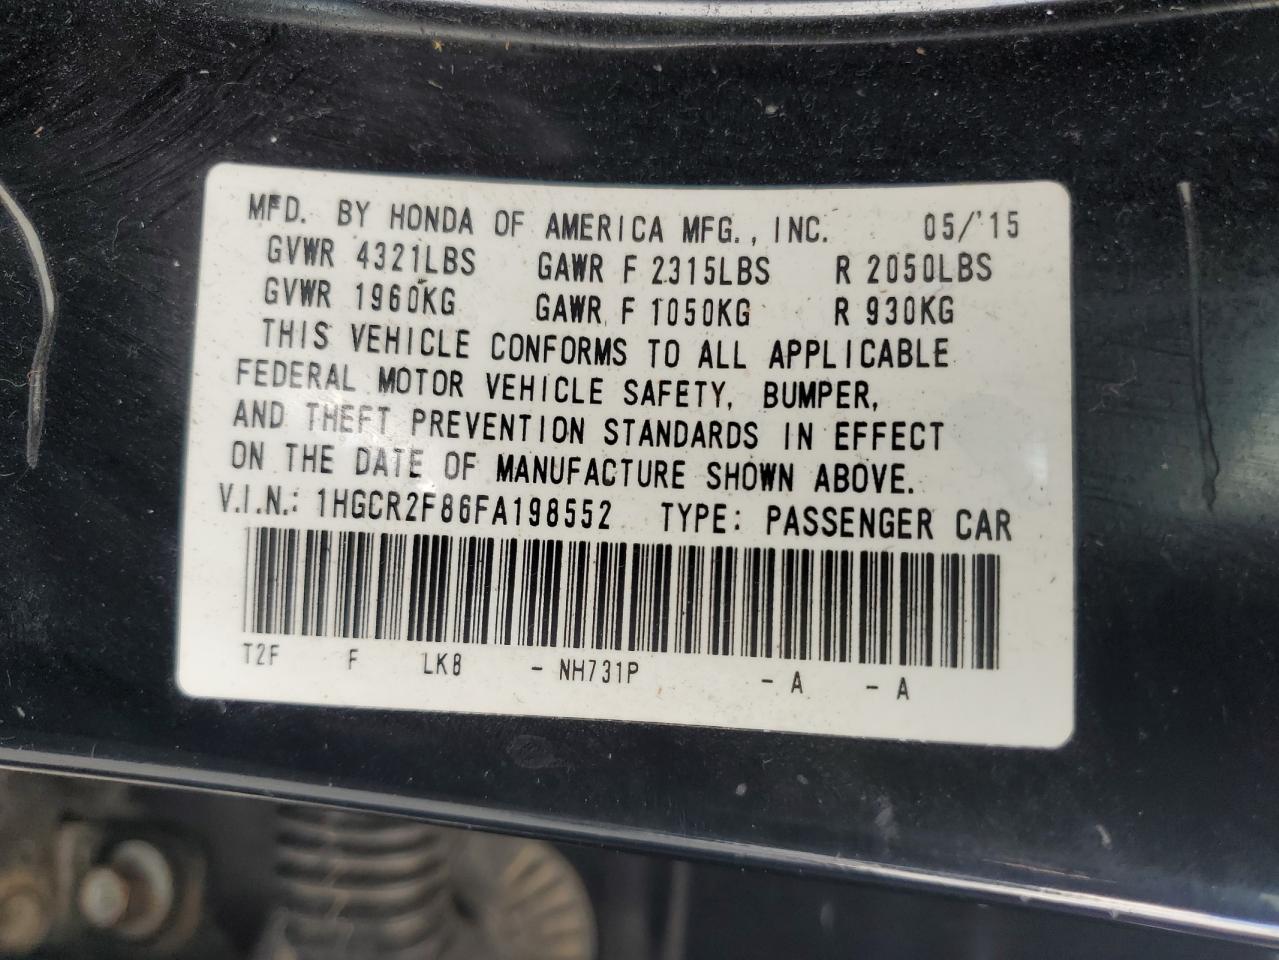 MFD. BY HONDA OF AMERICA MFG., INC. 05/'15
GVWR 4321LBS GAWR F 2315LBS R 2050LBS
GVWR 1960KG GAWR F 1050KG R 930KG
THIS VEHICLE CONFORMS TO ALL APPLICABLE
FEDERAL MOTOR VEHICLE SAFETY, BUMPER,
AND THEFT PREVENTION STANDARDS IN EFFECT
ON THE DATE OF MANUFACTURE SHOWN ABOVE.
V.I.N.: 1HGCR2F86FA198552 TYPE: PASSENGER CAR
T2F F LK8 - NH731P - A - A